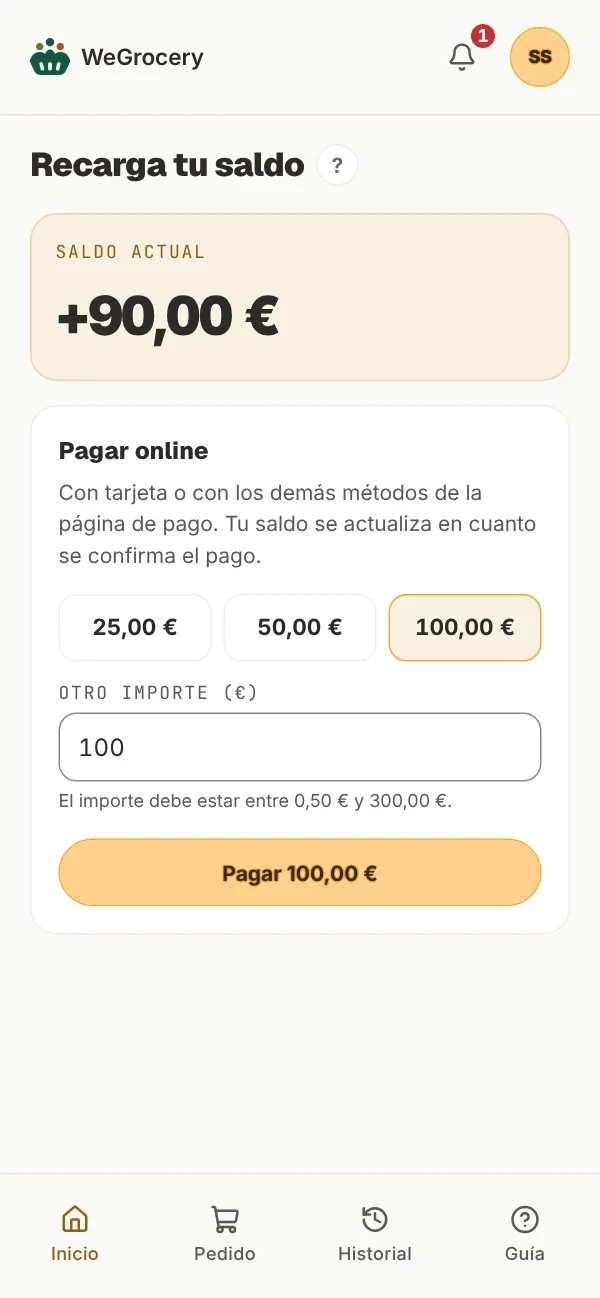 WeGrocery
1
SS
Recarga tu saldo
?
SALDO ACTUAL
+90,00 €
Pagar online
Con tarjeta o con los demás métodos de la
página de pago. Tu saldo se actualiza en cuanto
se confirma el pago.
25,00 €
50,00 €
100,00 €
OTRO IMPORTE (€)
100
El importe debe estar entre 0,50 € y 300,00 €.
Pagar 100,00 €
Inicio
Pedido
Historial
Guía